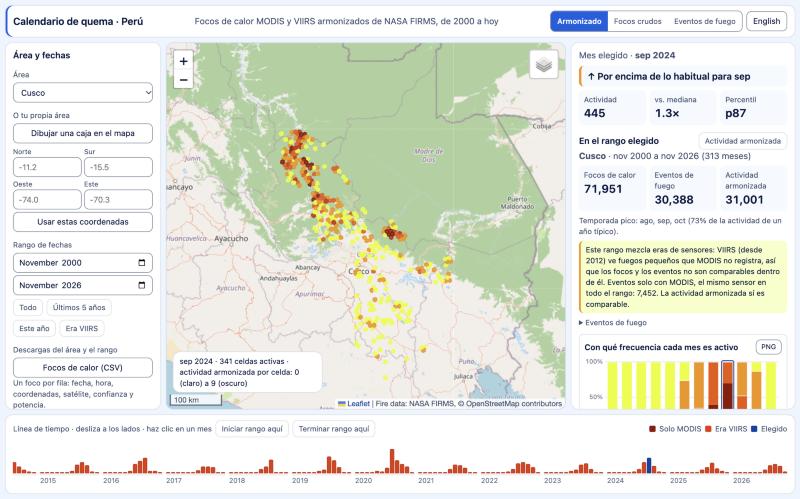 Calendario de quema · Perú
Focos de calor MODIS y VIIRS armonizados de NASA FIRMS, de 2000 a hoy
Armonizado
Focos crudos
Eventos de fuego
English
Área y fechas
Área
Cusco
O tu propia área
Dibujar una caja en el mapa
Norte
Sur
-11.2
-15.5
Oeste
Este
-74.0
-70.3
Usar estas coordenadas
Rango de fechas
November 2000
November 2026
Todo
Últimos 5 años
Este año
Era VIIRS
Descargas del área y el rango
Focos de calor (CSV)
Un foco por fila: fecha, hora,
coordenadas, satélite, confianza y
potencia.
+
−
Junín
Cobija
Madre de
Dios
Puerto
Maldonado
ancayo
Huancavelica
Ayacucho
Abancay
Andahuaylas
Cusco
Apurímac
Ayacucho
Puno
Juliaca
La P
sep 2024 · 341 celdas activas ·
actividad armonizada por celda: 0
(claro) a 9 (oscuro)
100 km
Leaflet | Fire data: NASA FIRMS, © OpenStreetMap contributors
Mes elegido · sep 2024
↑ Por encima de lo habitual para sep
Actividad
445
vs. mediana
1.3×
Percentil
p87
En el rango elegido
Actividad armonizada
Cusco · nov 2000 a nov 2026 (313 meses)
Focos de calor
71,951
Eventos de
fuego
30,388
Actividad
armonizada
31,001
Temporada pico: ago, sep, oct (73% de la actividad de un
año típico).
Este rango mezcla eras de sensores: VIIRS (desde
2012) ve fuegos pequeños que MODIS no registra, así
que los focos y los eventos no son comparables dentro
de él. Eventos solo con MODIS, el mismo sensor en
todo el rango: 7,452. La actividad armonizada sí es
comparable.
▸ Eventos de fuego
Con qué frecuencia cada mes es activo
PNG
100%
50%
Línea de tiempo · desliza a los lados · haz clic en un mes
Iniciar rango aquí
Terminar rango aquí
Solo MODIS
Era VIIRS
Elegido
2015
2016
2017
2018
2019
2020
2021
2022
2023
2024
2025
2026